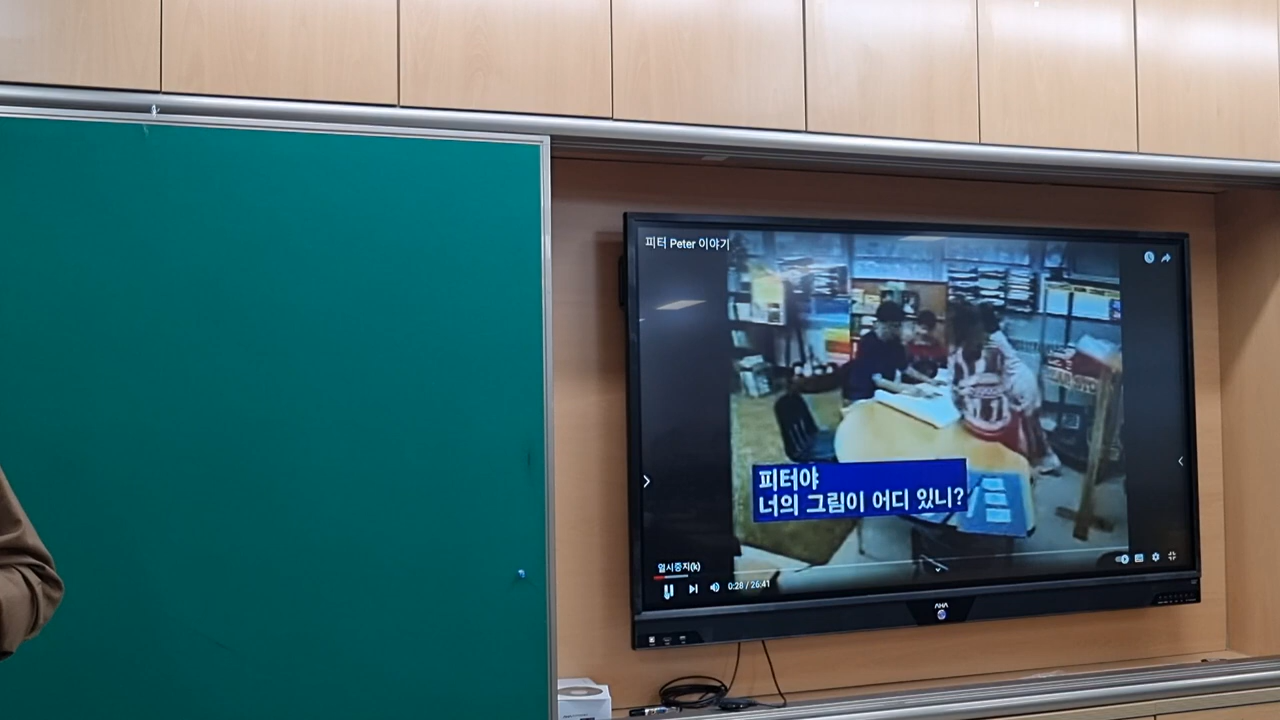 피터 Peter 이야기
피터야
너의 그림이 어디 있니?
일시중지(k)
0:28 / 26:41
AHA